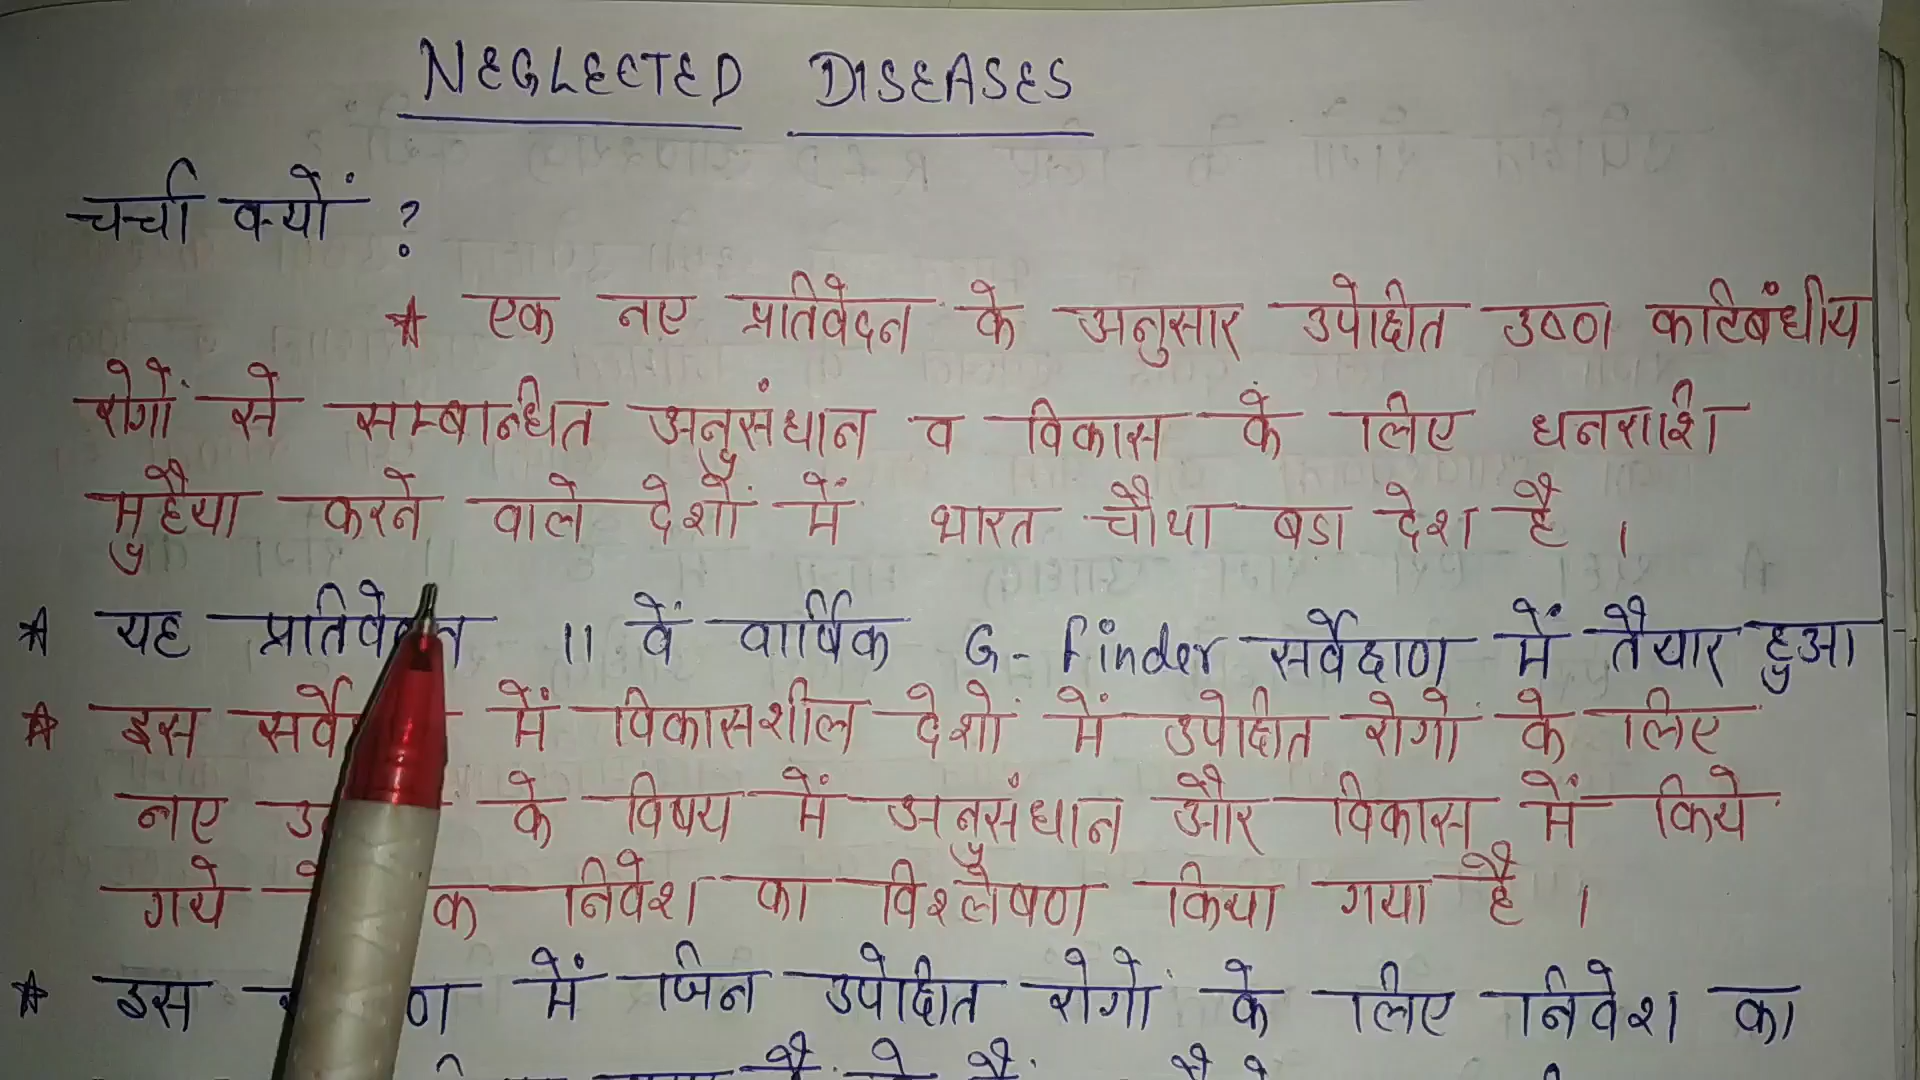 NEGLECTED DISEASES
चर्चा क्यों ?
★ एक नए प्रतिवेदन के अनुसार उपेक्षित उष्ण कटिबंधीय
रोगों से सम्बन्धित अनुसंधान व विकास के लिए धनराशि
मुहैया करने वाले देशों में भारत चौथा बड़ा देश है ।
★ यह प्रतिवेदन 11 वें वार्षिक G-finder सर्वेक्षण में तैयार हुआ
★ इस में विकासशील देशों में उपेक्षित रोगों के लिए
नए के विषय में अनुसंधान और विकास में किये
गये निवेश का विश्लेषण किया गया है ।
★ इस में जिन उपेक्षित रोगों के लिए निवेश का